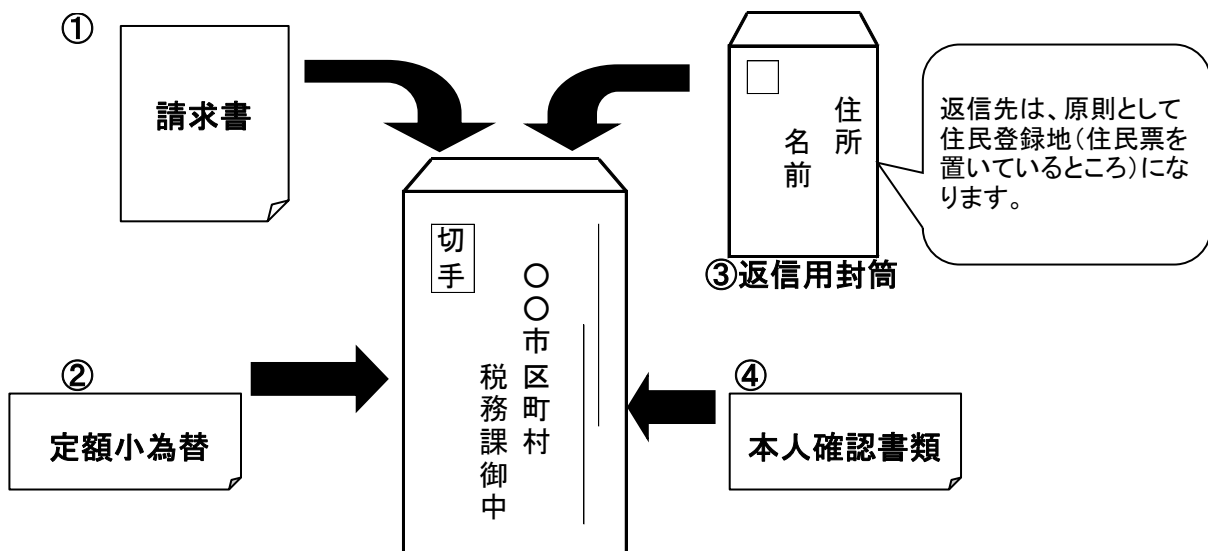 ①
請求書
住所
名前
返信先は、原則として
住民登録地(住民票を
置いているところ)にな
ります。
③返信用封筒
切手
〇〇市区町村
税務課御中
②
定額小為替
④
本人確認書類